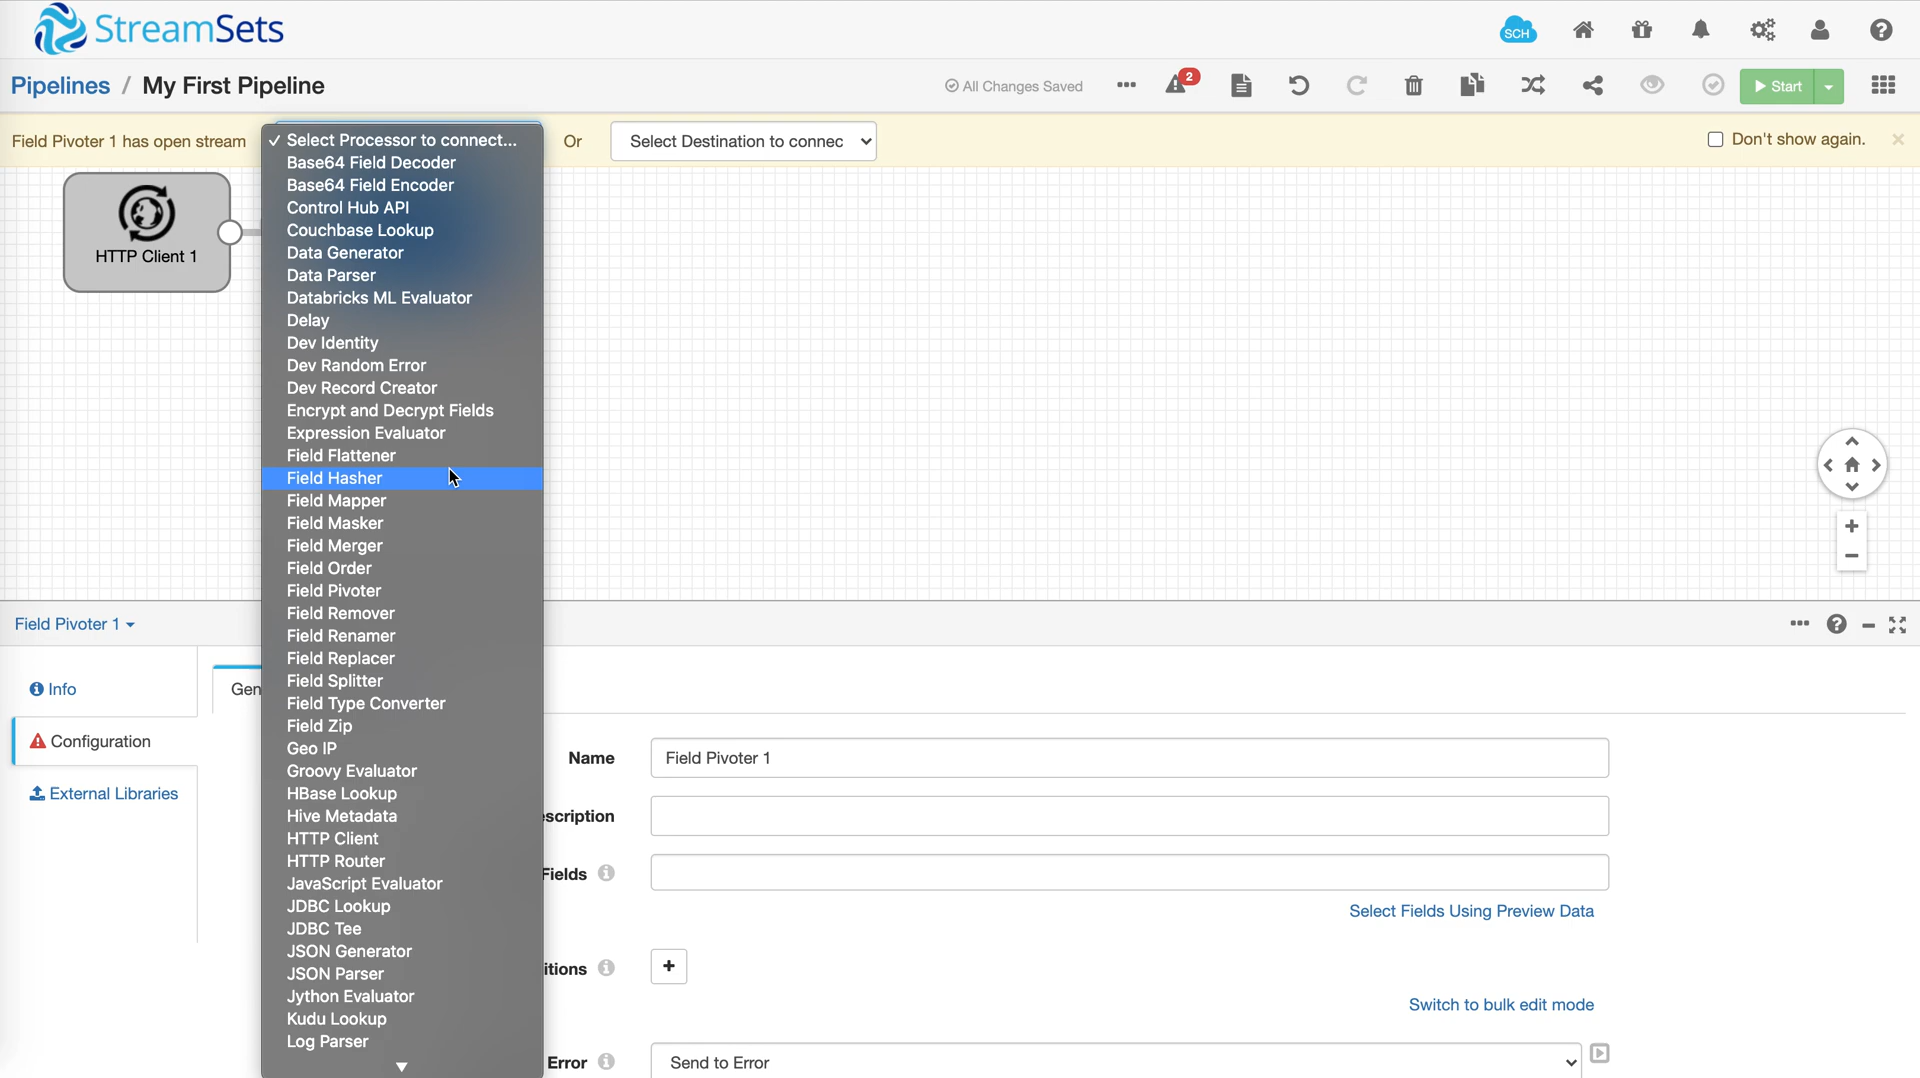 StreamSets
SCH
Pipelines / My First Pipeline
All Changes Saved
2
Start
Field Pivoter 1 has open stream
Select Processor to connect...
Or
Select Destination to connec
Don't show again.
Base64 Field Decoder
Base64 Field Encoder
Control Hub API
Couchbase Lookup
Data Generator
Data Parser
Databricks ML Evaluator
Delay
Dev Identity
Dev Random Error
Dev Record Creator
Encrypt and Decrypt Fields
Expression Evaluator
Field Flattener
Field Hasher
Field Mapper
Field Masker
Field Merger
Field Order
Field Pivoter
Field Remover
Field Renamer
Field Replacer
Field Splitter
Field Type Converter
Field Zip
Geo IP
Groovy Evaluator
HBase Lookup
Hive Metadata
HTTP Client
HTTP Router
JavaScript Evaluator
JDBC Lookup
JDBC Tee
JSON Generator
JSON Parser
Jython Evaluator
Kudu Lookup
Log Parser
HTTP Client 1
Field Pivoter 1
Info
Configuration
External Libraries
Gen
Name
Field Pivoter 1
escription
Fields
Select Fields Using Preview Data
itions
Switch to bulk edit mode
Error
Send to Error